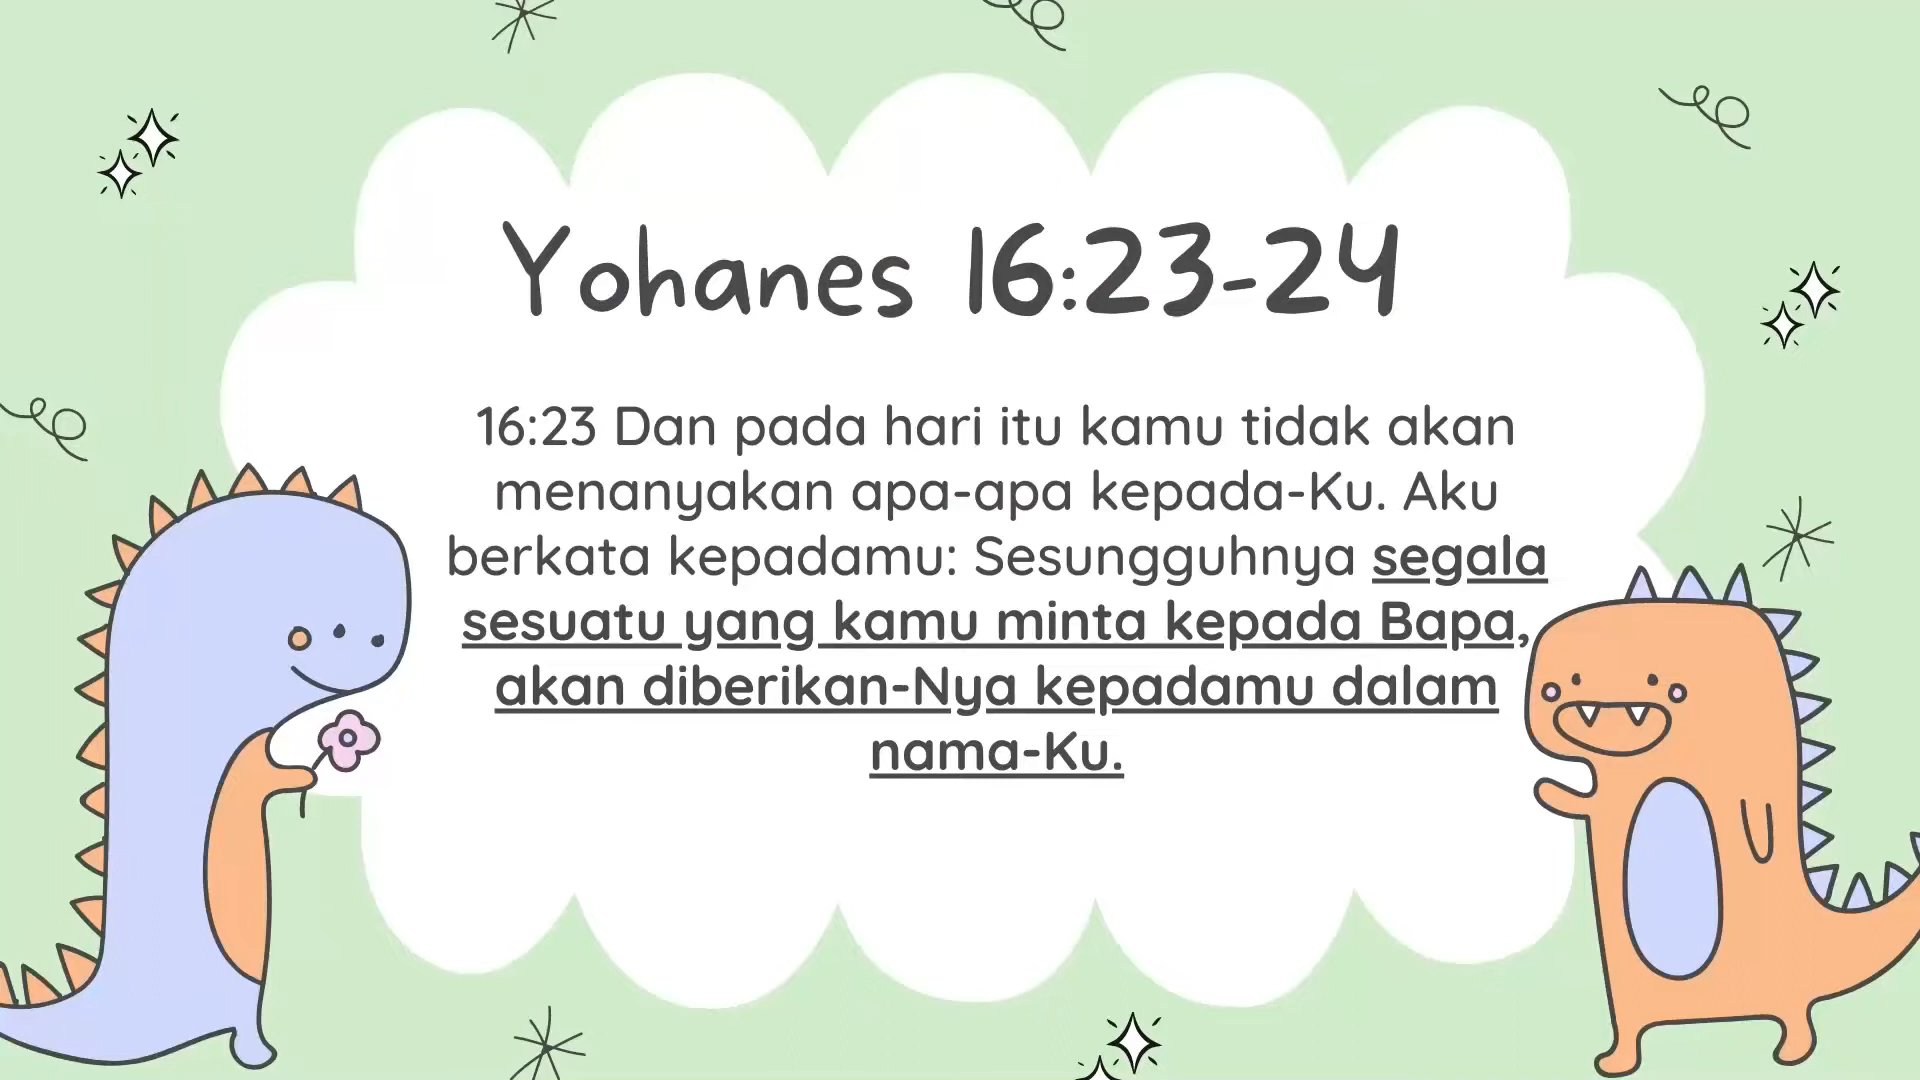 Yohanes 16:23-24
16:23 Dan pada hari itu kamu tidak akan
menanyakan apa-apa kepada-Ku. Aku
berkata kepadamu: Sesungguhnya segala
sesuatu yang kamu minta kepada Bapa,
akan diberikan-Nya kepadamu dalam
nama-Ku.